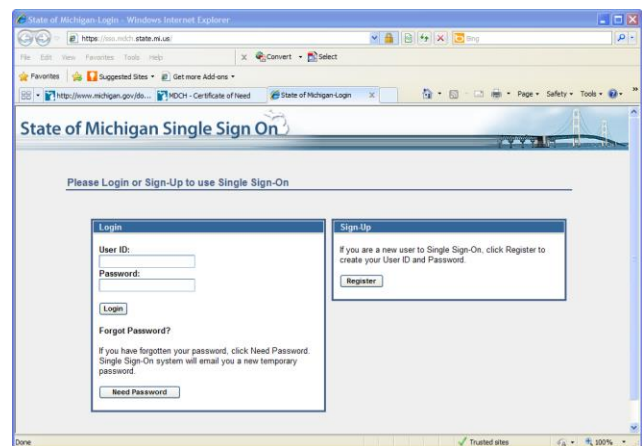 State of Michigan-Login - Windows Internet Explorer
https://sso.mdch.state.mi.us/
Bing
File Edit View Favorites Tools Help
x Convert Select
Favorites Suggested Sites Get more Add-ons
http://www.michigan.gov/do... MDCH - Certificate of Need State of Michigan-Login X Page Safety Tools »
State of Michigan Single Sign On
Please Login or Sign-Up to use Single Sign-On
Login
User ID:
Password:
Login
Forgot Password?
If you have forgotten your password, click Need Password.
Single Sign-On system will email you a new temporary
password.
Need Password
Sign-Up
If you are a new user to Single Sign-On, click Register to
create your User ID and Password.
Register
Done Trusted sites 100%